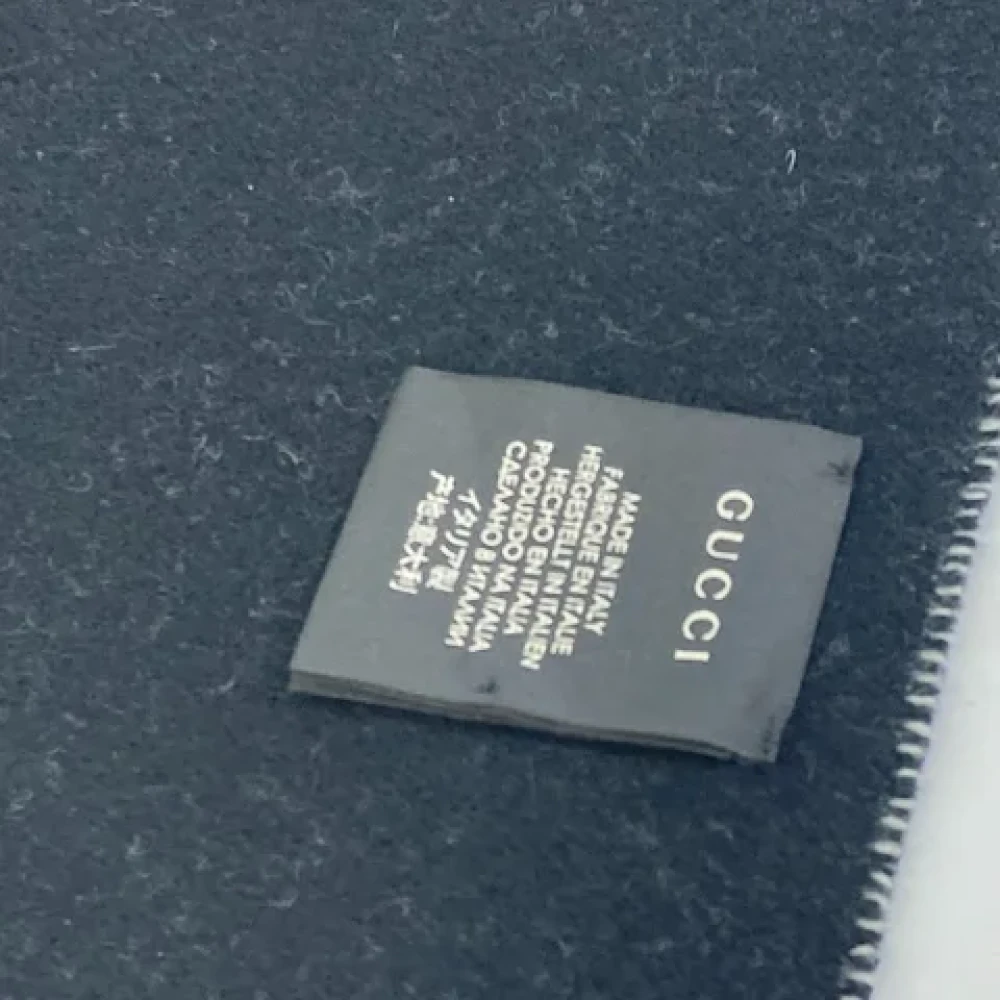 GUCCI
MADE IN ITALY
FABRIQUÉ EN ITALIE
HERGESTELLT IN ITALIEN
HECHO EN ITALIA
PRODUZIDO NA ITALIA
СДЕЛАНО В ИТАЛИИ
イタリア製
产地:意大利